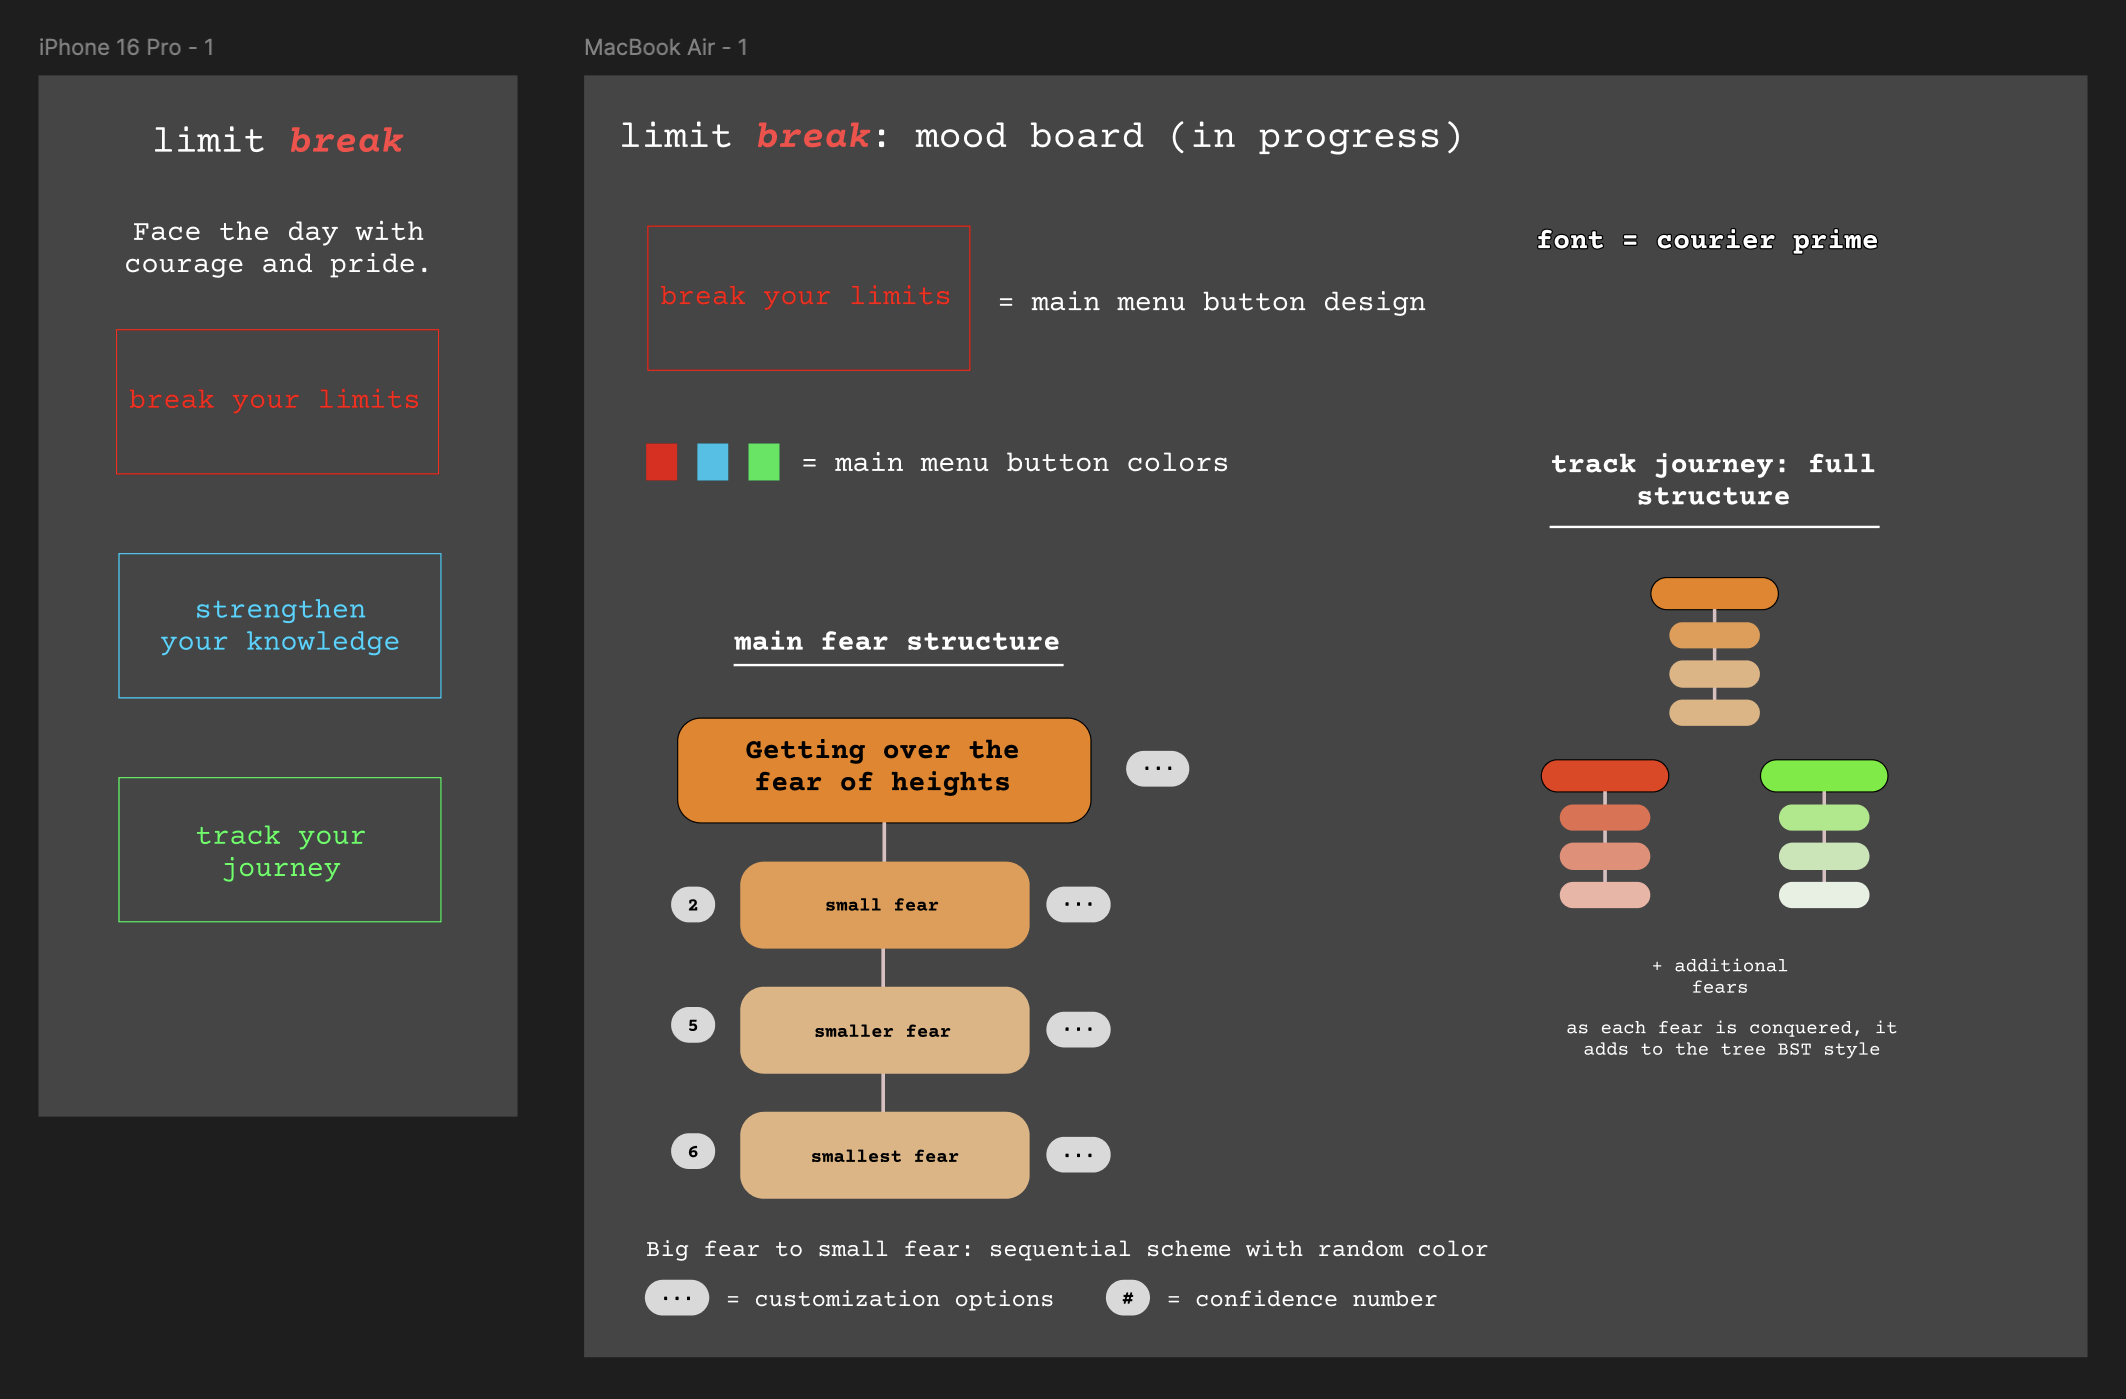 iPhone 16 Pro - 1
limit break
Face the day with
courage and pride.
break your limits
strengthen
your knowledge
track your
journey
MacBook Air - 1
limit break: mood board (in progress)
break your limits
= main menu button design
font = courier prime
= main menu button colors
track journey: full
structure
main fear structure
Getting over the
fear of heights
...
2
small fear
...
5
smaller fear
...
6
smallest fear
...
+ additional
fears
as each fear is conquered, it
adds to the tree BST style
Big fear to small fear: sequential scheme with random color
... = customization options
# = confidence number